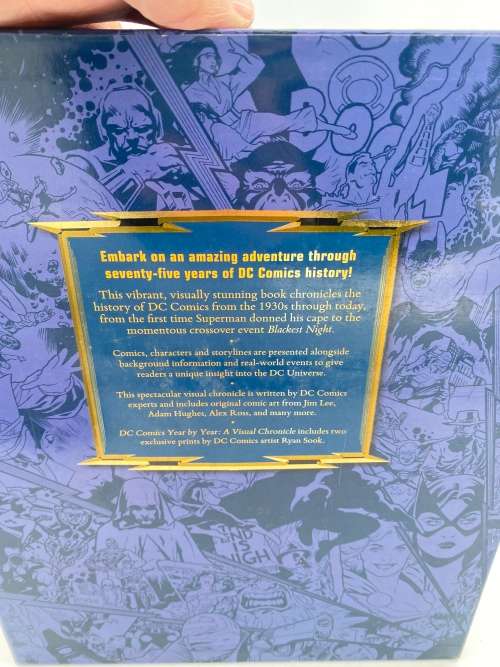 Embark on an amazing adventure through
seventy-five years of DC Comics history!
This vibrant, visually stunning book chronicles the
history of DC Comics from the 1930s through today,
from the first time Superman donned his cape to the
momentous crossover event Blackest Night.
Comics, characters and storylines are presented alongside
background information and real-world events to give
readers a unique insight into the DC Universe.
This spectacular visual chronicle is written by DC Comics
experts and includes original comic art from Jim Lee,
Adam Hughes, Alex Ross, and many more.
DC Comics Year by Year: A Visual Chronicle includes two
exclusive prints by DC Comics artist Ryan Sook.
IS